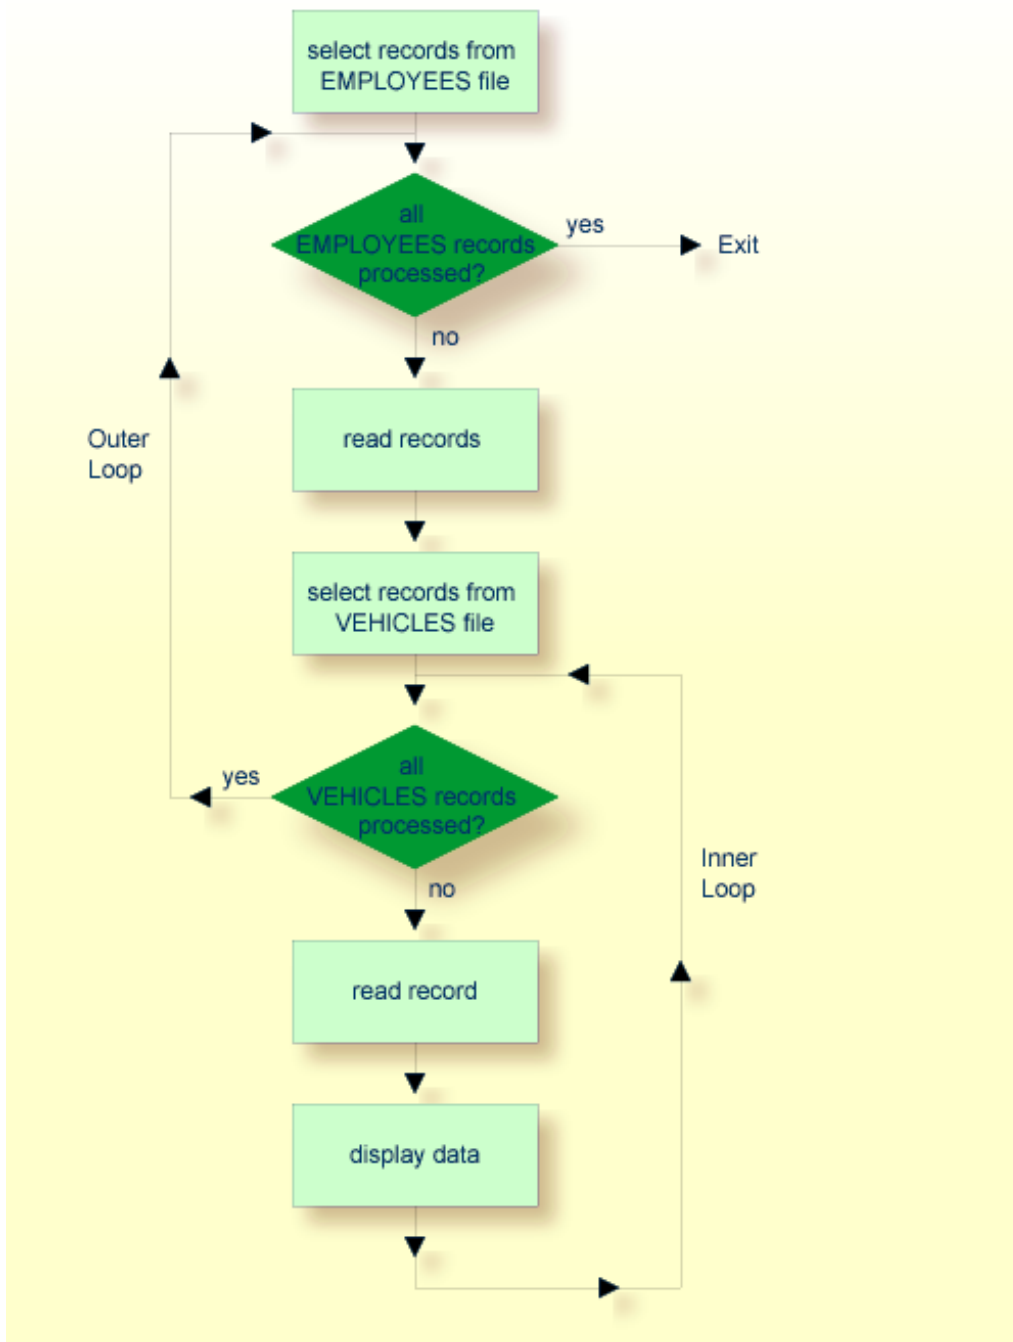 select records from
EMPLOYEES file
all
EMPLOYEES records
processed?
yes
Exit
no
read records
Outer
Loop
select records from
VEHICLES file
all
VEHICLES records
processed?
yes
no
Inner
Loop
read record
display data